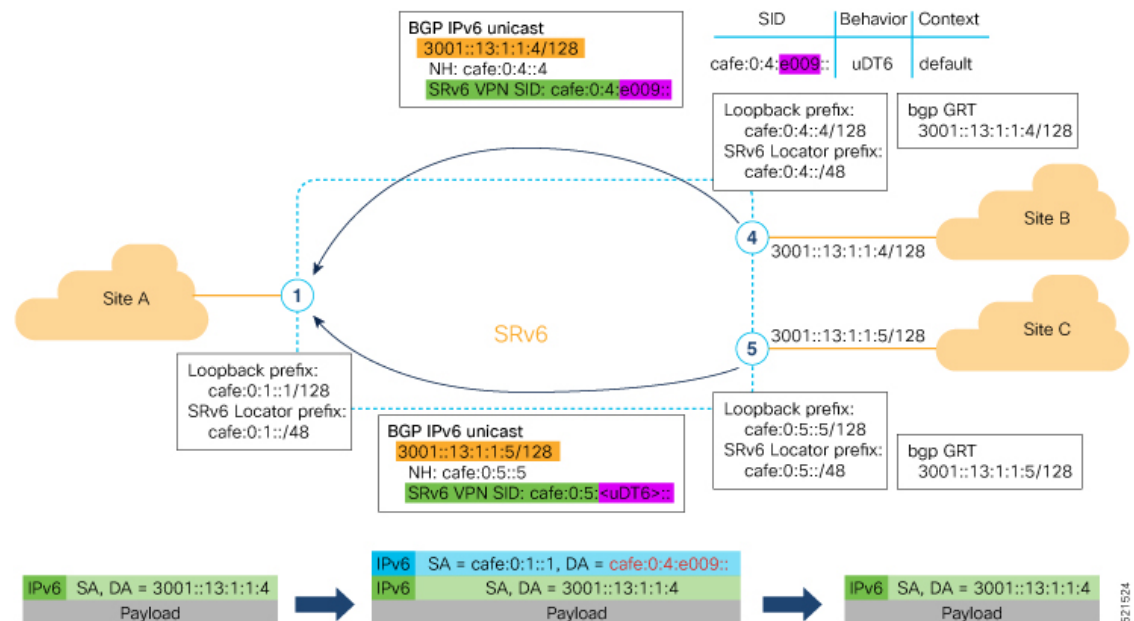 BGP IPv6 unicast
3001::13:1:1:4/128
NH: cafe:0:4::4
SRv6 VPN SID: cafe:0:4:e009::
SID Behavior Context
cafe:0:4:e009:: uDT6 default
Loopback prefix:
cafe:0:4::4/128
SRv6 Locator prefix:
cafe:0:4::/48
bgp GRT
3001::13:1:1:4/128
Site B
4
3001::13:1:1:4/128
Site A
1
SRv6
3001::13:1:1:5/128
Site C
5
Loopback prefix:
cafe:0:1::1/128
SRv6 Locator prefix:
cafe:0:1::/48
BGP IPv6 unicast
3001::13:1:1:5/128
NH: cafe:0:5::5
SRv6 VPN SID: cafe:0:5:<uDT6>::
Loopback prefix:
cafe:0:5::5/128
SRv6 Locator prefix:
cafe:0:5::/48
bgp GRT
3001::13:1:1:5/128
IPv6 SA, DA = 3001::13:1:1:4
Payload
IPv6 SA = cafe:0:1::1, DA = cafe:0:4:e009::
IPv6 SA, DA = 3001::13:1:1:4
Payload
IPv6 SA, DA = 3001::13:1:1:4
Payload
521524